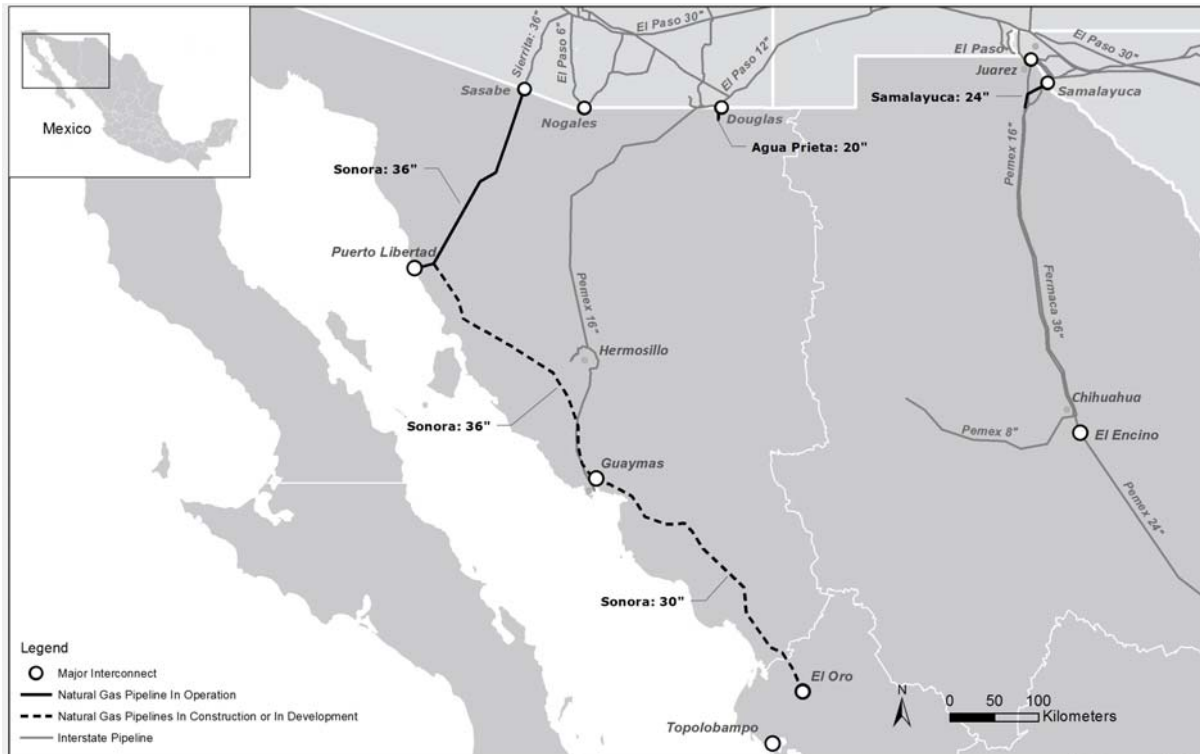 Mexico
Sierrita: 36"
El Paso 6"
El Paso 30"
El Paso 12"
El Paso
El Paso 30"
Juarez
Sasabe
Nogales
Douglas
Samalayuca: 24"
Samalayuca
Agua Prieta: 20"
Pemex 16"
Sonora: 36"
Puerto Libertad
Pemex 16"
Fermaca 36"
Hermosillo
Chihuahua
Sonora: 36"
Pemex 8"
El Encino
Guaymas
Pemex 24"
Sonora: 30"
Legend
Major Interconnect
Natural Gas Pipeline In Operation
Natural Gas Pipelines In Construction or In Development
Interstate Pipeline
El Oro
Topolobampo
N
0 50 100
Kilometers